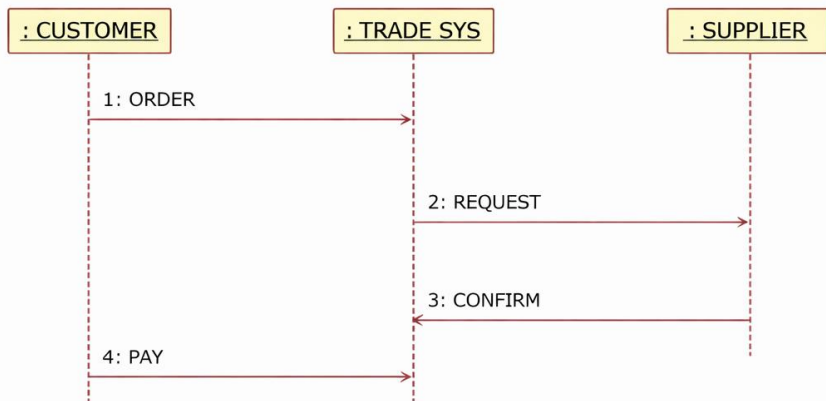 : CUSTOMER
: TRADE SYS
: SUPPLIER
1: ORDER
2: REQUEST
3: CONFIRM
4: PAY